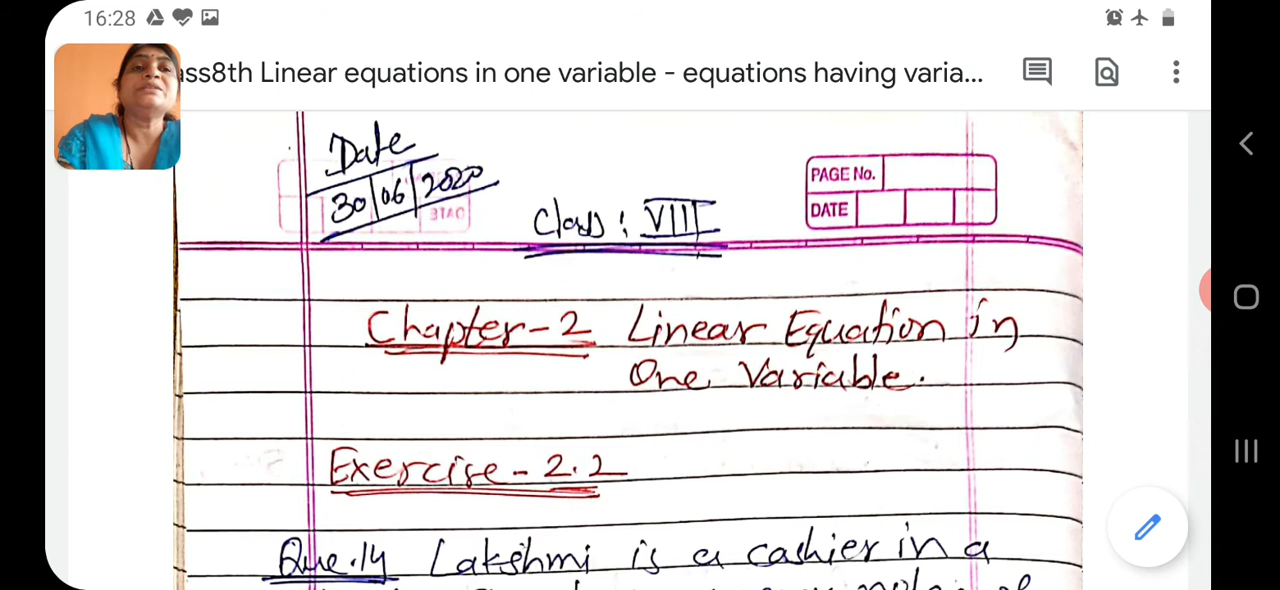 16:28
ass8th Linear equations in one variable - equations having varia...
Date
30/06/2020
PAGE No.
DATE
Class: VIII
Chapter-2 Linear Equation in
One Variable.
Exercise-2.2
Que.14 Lakshmi is a cashier in a